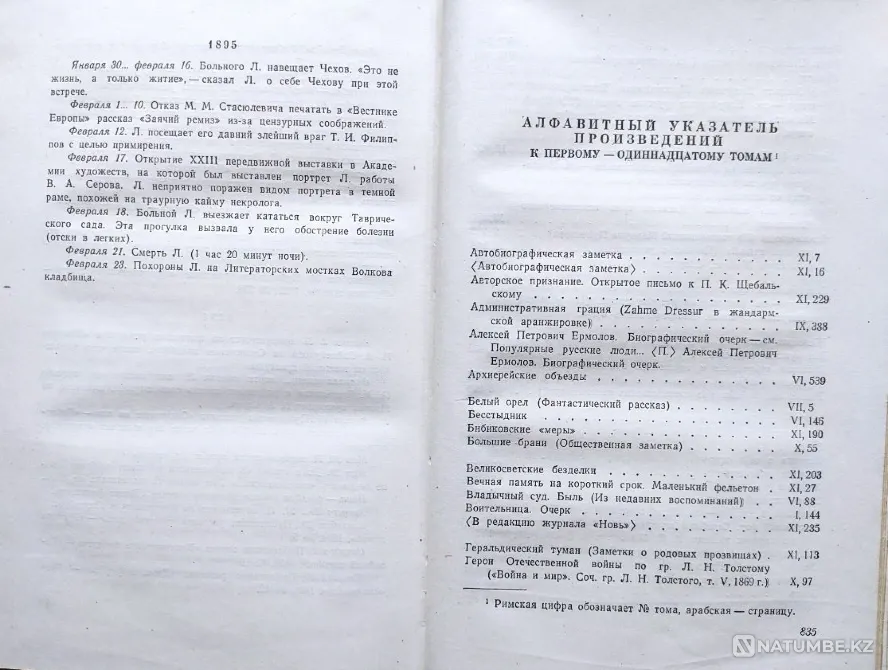 1895
Января 30... февраля 16. Больного Л. навещает Чехов. «Это не
жизнь, а только житие»,— сказал Л. о себе Чехову при этой
встрече.
Февраля 1... 10. Отказ М. М. Стасюлевича печатать в «Вестнике
Европы» рассказ «Заячий ремиз» из-за цензурных соображений.
Февраля 12. Л. посещает его давний злейший враг Т. И. Филип-
пов с целью примирения.
Февраля 17. Открытие XXIII передвижной выставки в Акаде-
мии художеств, на которой был выставлен портрет Л. работы
В. А. Серова. Л. неприятно поражен видом портрета в темной
раме, похожей на траурную кайму некролога.
Февраля 18. Больной Л. выезжает кататься вокруг Тавриче-
ского сада. Эта прогулка вызвала у него обострение болезни
(отеки в легких).
Февраля 21. Смерть Л. (1 час 20 минут ночи).
Февраля 23. Похороны Л. на Литераторских мостках Волкова
кладбища.
АЛФАВИТНЫЙ УКАЗАТЕЛЬ
ПРОИЗВЕДЕНИЙ
К ПЕРВОМУ — ОДИННАДЦАТОМУ ТОМАМ ¹
Автобиографическая заметка . . . . . . . . . . . XI, 7
〈Автобиографическая заметка〉 . . . . . . . . . . XI, 16
Авторское признание. Открытое письмо к П. К. Щебаль-
скому . . . . . . . . . . . . . . . . . XI, 229
Административная грация (Zahme Dressur в жандарм-
ской аранжировке) . . . . . . . . . . . . IX, 388
Алексей Петрович Ермолов. Биографический очерк — см.
Популярные русские люди... 〈П.〉 Алексей Петрович
Ермолов. Биографический очерк.
Архиерейские объезды . . . . . . . . . . . . . VI, 539
Белый орел (Фантастический рассказ) . . . . . . . VII, 5
Бесстыдник . . . . . . . . . . . . . . . . . VI, 146
Бибиковские «меры» . . . . . . . . . . . . . . XI, 190
Большие брани (Общественная заметка) . . . . . . X, 55
Великосветские безделки . . . . . . . . . . . . XI, 203
Вечная память на короткий срок. Маленький фельетон . XI, 27
Владычный суд. Быль (Из недавних воспоминаний) . . VI, 88
Воительница. Очерк . . . . . . . . . . . . . . I, 144
〈В редакцию журнала «Новь»〉 . . . . . . . . . . XI, 235
Геральдический туман (Заметки о родовых прозвищах) . XI, 113
Герои Отечественной войны по гр. Л. Н. Толстому
(«Война и мир». Соч. гр. Л. Н. Толстого, т. V, 1869 г.) X, 97
¹ Римская цифра обозначает № тома, арабская — страницу.
835
NATUMBE.KZ